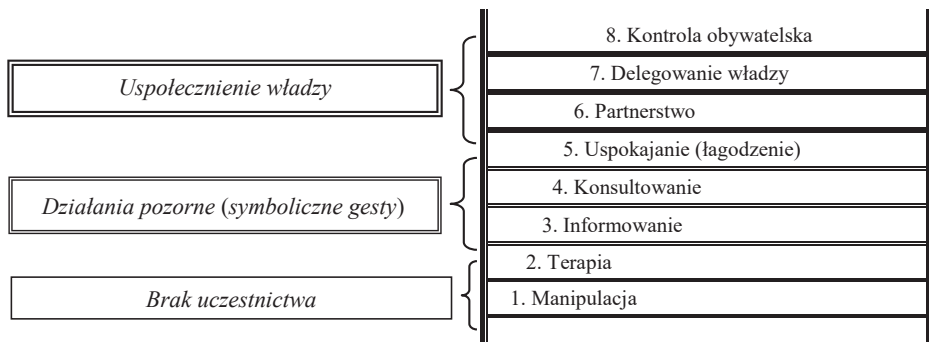 8. Kontrola obywatelska
7. Delegowanie władzy
Uspołecznienie władzy
6. Partnerstwo
5. Uspokajanie (łagodzenie)
4. Konsultowanie
Działania pozorne (symboliczne gesty)
3. Informowanie
2. Terapia
Brak uczestnictwa
1. Manipulacja